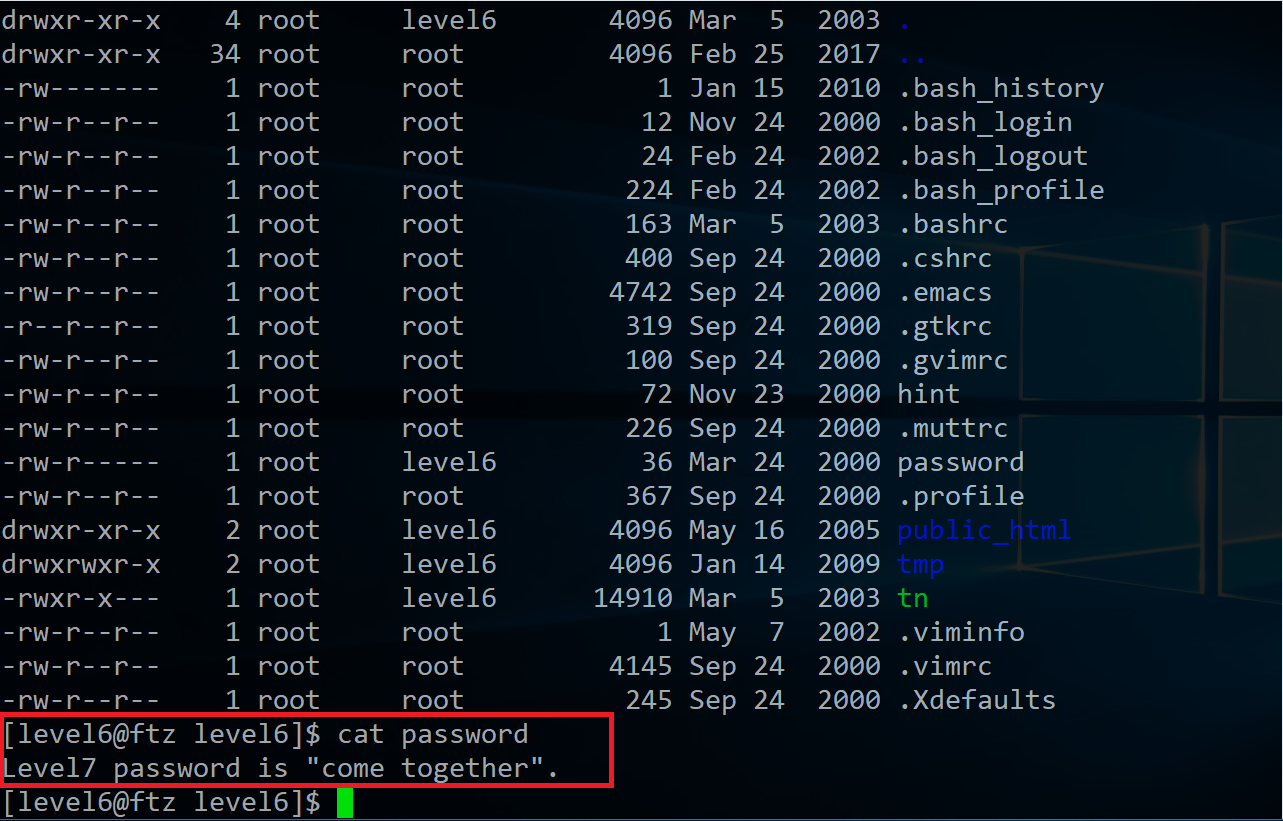 drwxr-xr-x    4 root     level6       4096 Mar  5  2003 .
drwxr-xr-x   34 root     root         4096 Feb 25  2017 ..
-rw-------    1 root     root            1 Jan 15  2010 .bash_history
-rw-r--r--    1 root     root           12 Nov 24  2000 .bash_login
-rw-r--r--    1 root     root           24 Feb 24  2002 .bash_logout
-rw-r--r--    1 root     root          224 Feb 24  2002 .bash_profile
-rw-r--r--    1 root     root          163 Mar  5  2003 .bashrc
-rw-r--r--    1 root     root          400 Sep 24  2000 .cshrc
-rw-r--r--    1 root     root         4742 Sep 24  2000 .emacs
-r--r--r--    1 root     root          319 Sep 24  2000 .gtkrc
-rw-r--r--    1 root     root          100 Sep 24  2000 .gvimrc
-rw-r--r--    1 root     root           72 Nov 23  2000 hint
-rw-r--r--    1 root     root          226 Sep 24  2000 .muttrc
-rw-r-----    1 root     level6         36 Mar 24  2000 password
-rw-r--r--    1 root     root          367 Sep 24  2000 .profile
drwxr-xr-x    2 root     level6       4096 May 16  2005 public_html
drwxrwxr-x    2 root     level6       4096 Jan 14  2009 tmp
-rwxr-x---    1 root     level6      14910 Mar  5  2003 tn
-rw-r--r--    1 root     root            1 May  7  2002 .viminfo
-rw-r--r--    1 root     root         4145 Sep 24  2000 .vimrc
-rw-r--r--    1 root     root          245 Sep 24  2000 .Xdefaults
[level6@ftz level6]$ cat password
Level7 password is "come together".
[level6@ftz level6]$